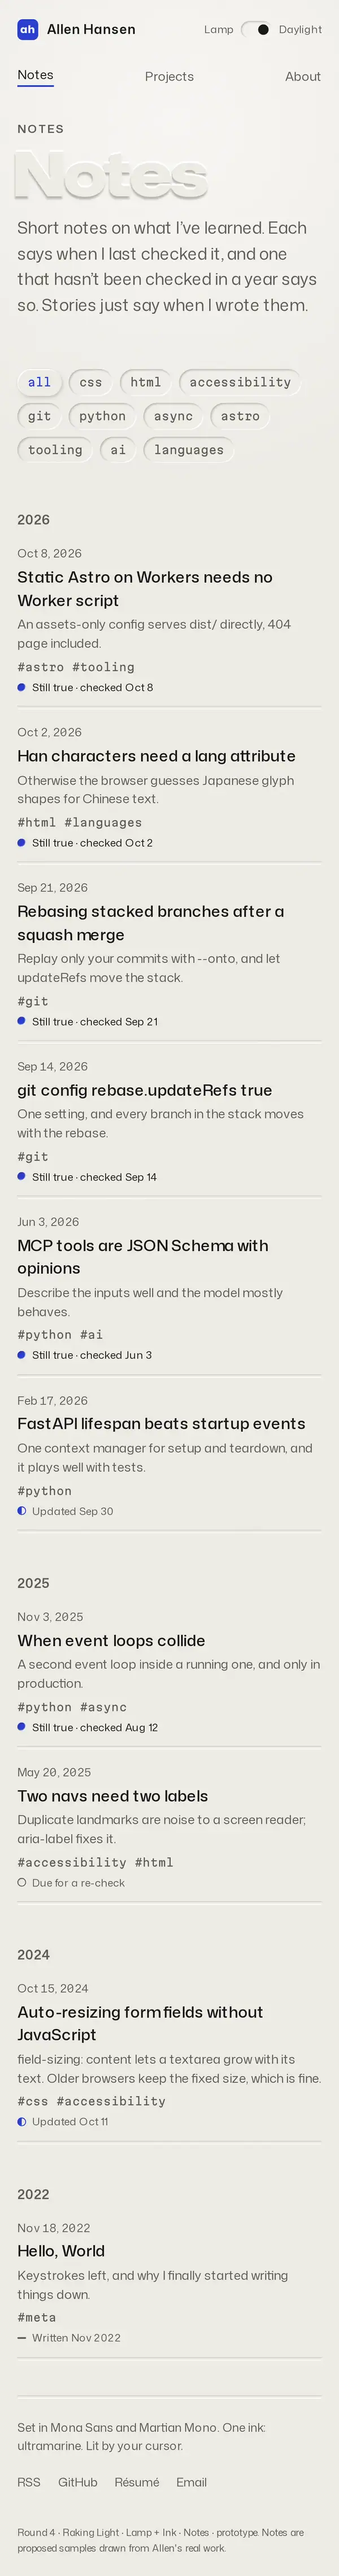 ah Allen Hansen Lamp Daylight
Notes Projects About
NOTES
Notes
Short notes on what I've learned. Each
says when I last checked it, and one
that hasn't been checked in a year says
so. Stories just say when I wrote them.
all css html accessibility
git python async astro
tooling ai languages
2026
Oct 8, 2026
Static Astro on Workers needs no
Worker script
An assets-only config serves dist/ directly, 404
page included.
#astro #tooling
Still true · checked Oct 8
Oct 2, 2026
Han characters need a lang attribute
Otherwise the browser guesses Japanese glyph
shapes for Chinese text.
#html #languages
Still true · checked Oct 2
Sep 21, 2026
Rebasing stacked branches after a
squash merge
Replay only your commits with --onto, and let
updateRefs move the stack.
#git
Still true · checked Sep 21
Sep 14, 2026
git config rebase.updateRefs true
One setting, and every branch in the stack moves
with the rebase.
#git
Still true · checked Sep 14
Jun 3, 2026
MCP tools are JSON Schema with
opinions
Describe the inputs well and the model mostly
behaves.
#python #ai
Still true · checked Jun 3
Feb 17, 2026
FastAPI lifespan beats startup events
One context manager for setup and teardown, and
it plays well with tests.
#python
Updated Sep 30
2025
Nov 3, 2025
When event loops collide
A second event loop inside a running one, and only in
production.
#python #async
Still true · checked Aug 12
May 20, 2025
Two navs need two labels
Duplicate landmarks are noise to a screen reader;
aria-label fixes it.
#accessibility #html
Due for a re-check
2024
Oct 15, 2024
Auto-resizing form fields without
JavaScript
field-sizing: content lets a textarea grow with its
text. Older browsers keep the fixed size, which is fine.
#css #accessibility
Updated Oct 11
2022
Nov 18, 2022
Hello, World
Keystrokes left, and why I finally started writing
things down.
#meta
Written Nov 2022
Set in Mona Sans and Martian Mono. One ink:
ultramarine. Lit by your cursor.
RSS GitHub Résumé Email
Round 4 · Raking Light · Lamp + Ink · Notes · prototype. Notes are
proposed samples drawn from Allen's real work.